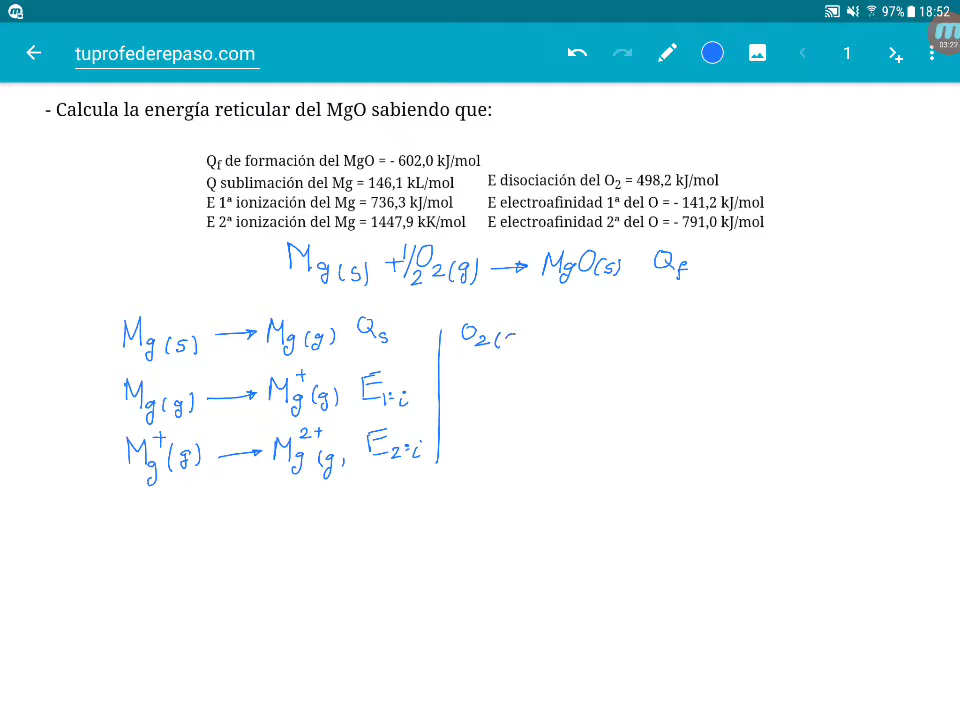 97% 18:52
tuprofederepaso.com
1
03:22
- Calcula la energía reticular del MgO sabiendo que:
Qf de formación del MgO = - 602,0 kJ/mol
Q sublimación del Mg = 146,1 kL/mol
E 1ª ionización del Mg = 736,3 kJ/mol
E 2ª ionización del Mg = 1447,9 kK/mol
E disociación del O2 = 498,2 kJ/mol
E electroafinidad 1ª del O = - 141,2 kJ/mol
E electroafinidad 2ª del O = - 791,0 kJ/mol
Mg(s) + 1/2 O2(g) → MgO(s) Qf
Mg(s) → Mg(g) Qs
Mg(g) → Mg+(g) E1ªi
Mg+(g) → Mg2+(g) E2ªi
O2(